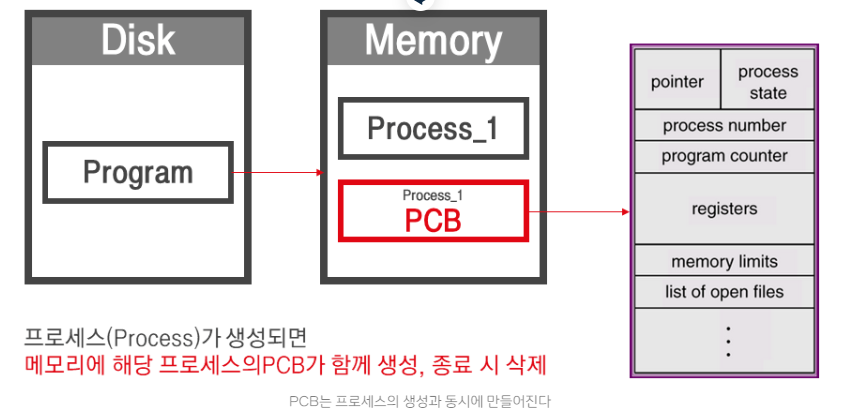 Disk
Program
Memory
Process_1
Process_1
PCB
pointer
process
state
process number
program counter
registers
memory limits
list of open files
프로세스(Process)가 생성되면
메모리에 해당 프로세스의PCB가 함께 생성, 종료 시 삭제
PCB는 프로세스의 생성과 동시에 만들어진다